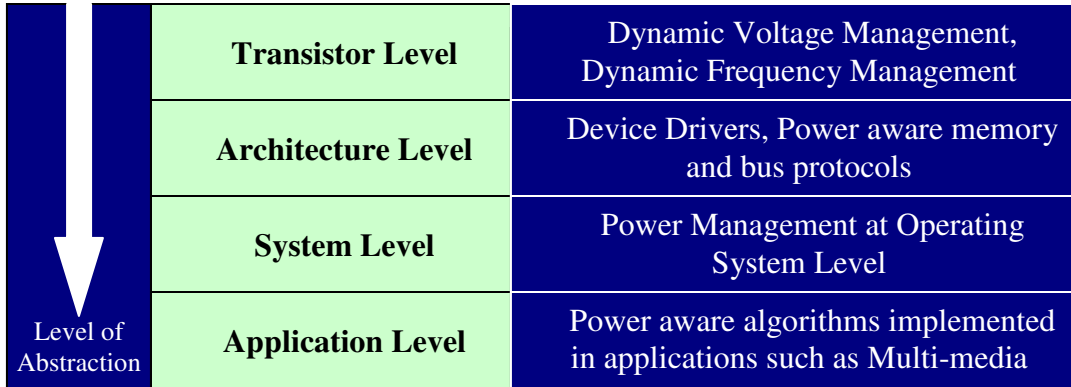 Transistor Level
Dynamic Voltage Management,
Dynamic Frequency Management
Architecture Level
Device Drivers, Power aware memory
and bus protocols
System Level
Power Management at Operating
System Level
Level of
Abstraction
Application Level
Power aware algorithms implemented
in applications such as Multi-media